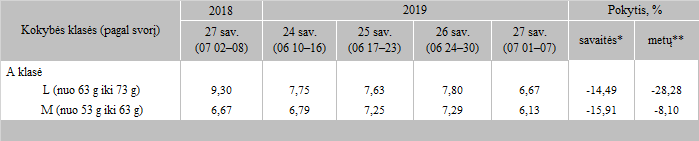 Kokybės klasės (pagal svorį) 2018 2019 Pokytis, %
27 sav. (07 02–08) 24 sav. (06 10–16) 25 sav. (06 17–23) 26 sav. (06 24–30) 27 sav. (07 01–07) savaitės* metų**
A klasė
L (nuo 63 g iki 73 g) 9,30 7,75 7,63 7,80 6,67 -14,49 -28,28
M (nuo 53 g iki 63 g) 6,67 6,79 7,25 7,29 6,13 -15,91 -8,10